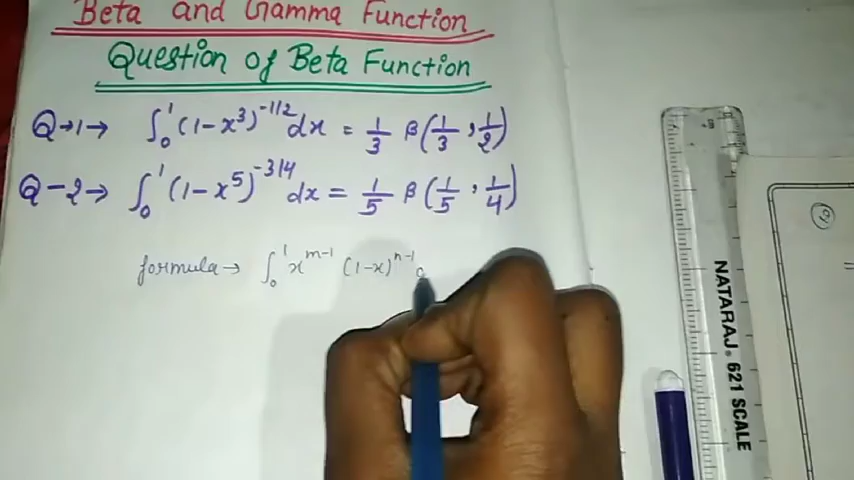 Beta and Gamma Function
Question of Beta Function
Q→1→ ∫₀¹ (1-x³)^-1/2 dx = 1/3 β(1/3, 1/2)
Q-2→ ∫₀¹ (1-x⁵)^-3/4 dx = 1/5 β(1/5, 1/4)
formula→ ∫₀¹ x^m-1 (1-x)^n-1
NATARAJ® 621 SCALE